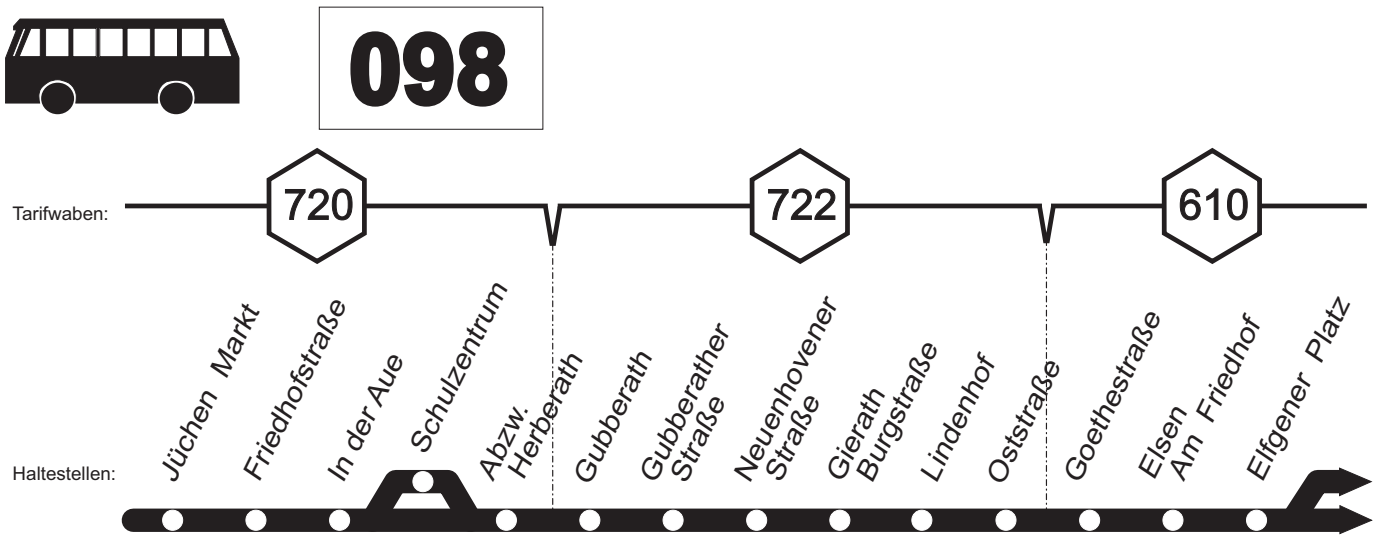 098
Tarifwaben:
720
722
610
Jüchen Markt
Friedhofstraße
In der Aue
Schulzentrum
Abzw.
Herberath
Gubberath
Gubberather
Straße
Neuenhovener
Straße
Gierath
Burgstraße
Lindenhof
Oststraße
Goethestraße
Elsen
Am Friedhof
Elfgener Platz
Haltestellen: